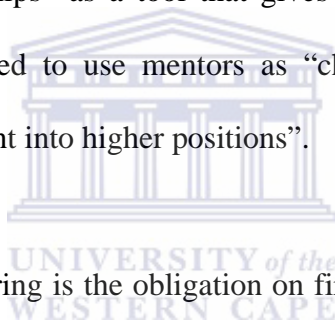 ips" as a tool that gives
ed to use mentors as "cl
nt into higher positions".
UNIVERSITY of the
ring is the obligation on fi
WESTERN CAPE